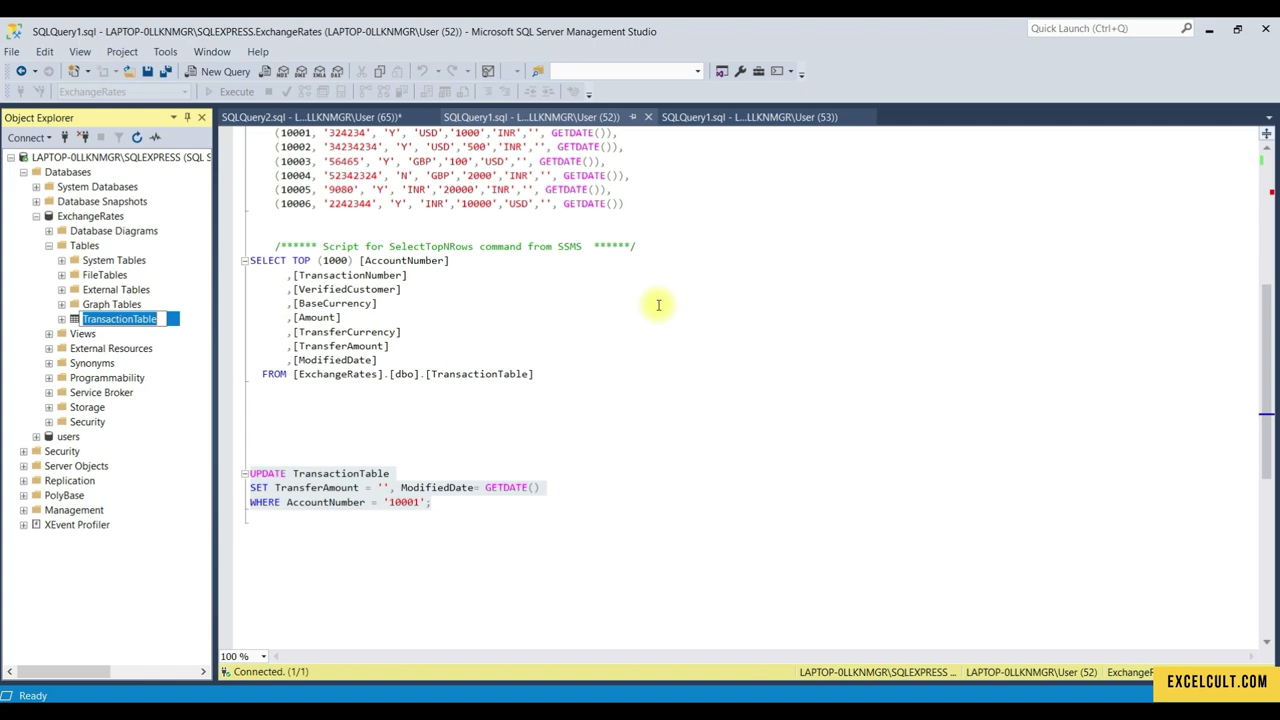 SQLQuery1.sql - LAPTOP-0LLKNMGR\SQLEXPRESS.ExchangeRates (LAPTOP-0LLKNMGR\User (52)) - Microsoft SQL Server Management Studio
Quick Launch (Ctrl+Q)
File Edit View Project Tools Window Help
New Query
ExchangeRates
Execute
Object Explorer
SQLQuery2.sql - L...LLKNMGR\User (65))*
SQLQuery1.sql - L...LLKNMGR\User (52))
SQLQuery1.sql - L...LLKNMGR\User (53))
Connect
LAPTOP-0LLKNMGR\SQLEXPRESS (SQL S
Databases
System Databases
Database Snapshots
ExchangeRates
Database Diagrams
Tables
System Tables
FileTables
External Tables
Graph Tables
TransactionTable
Views
External Resources
Synonyms
Programmability
Service Broker
Storage
Security
users
Security
Server Objects
Replication
PolyBase
Management
XEvent Profiler
(10001, '324234', 'Y', 'USD','1000','INR','', GETDATE()),
(10002, '34234234', 'Y', 'USD','500','INR','', GETDATE()),
(10003, '56465', 'Y', 'GBP','100','USD','', GETDATE()),
(10004, '52342324', 'N', 'GBP','2000','INR','', GETDATE()),
(10005, '9080', 'Y', 'INR','20000','INR','', GETDATE()),
(10006, '2242344', 'Y', 'INR','10000','USD','', GETDATE())
/****** Script for SelectTopNRows command from SSMS ******/
SELECT TOP (1000) [AccountNumber]
,[TransactionNumber]
,[VerifiedCustomer]
,[BaseCurrency]
,[Amount]
,[TransferCurrency]
,[TransferAmount]
,[ModifiedDate]
FROM [ExchangeRates].[dbo].[TransactionTable]
UPDATE TransactionTable
SET TransferAmount = '', ModifiedDate= GETDATE()
WHERE AccountNumber = '10001';
100 %
Connected. (1/1)
LAPTOP-0LLKNMGR\SQLEXPRESS ...
LAPTOP-0LLKNMGR\User (52)
ExchangeR
Ready
EXCELCULT.COM